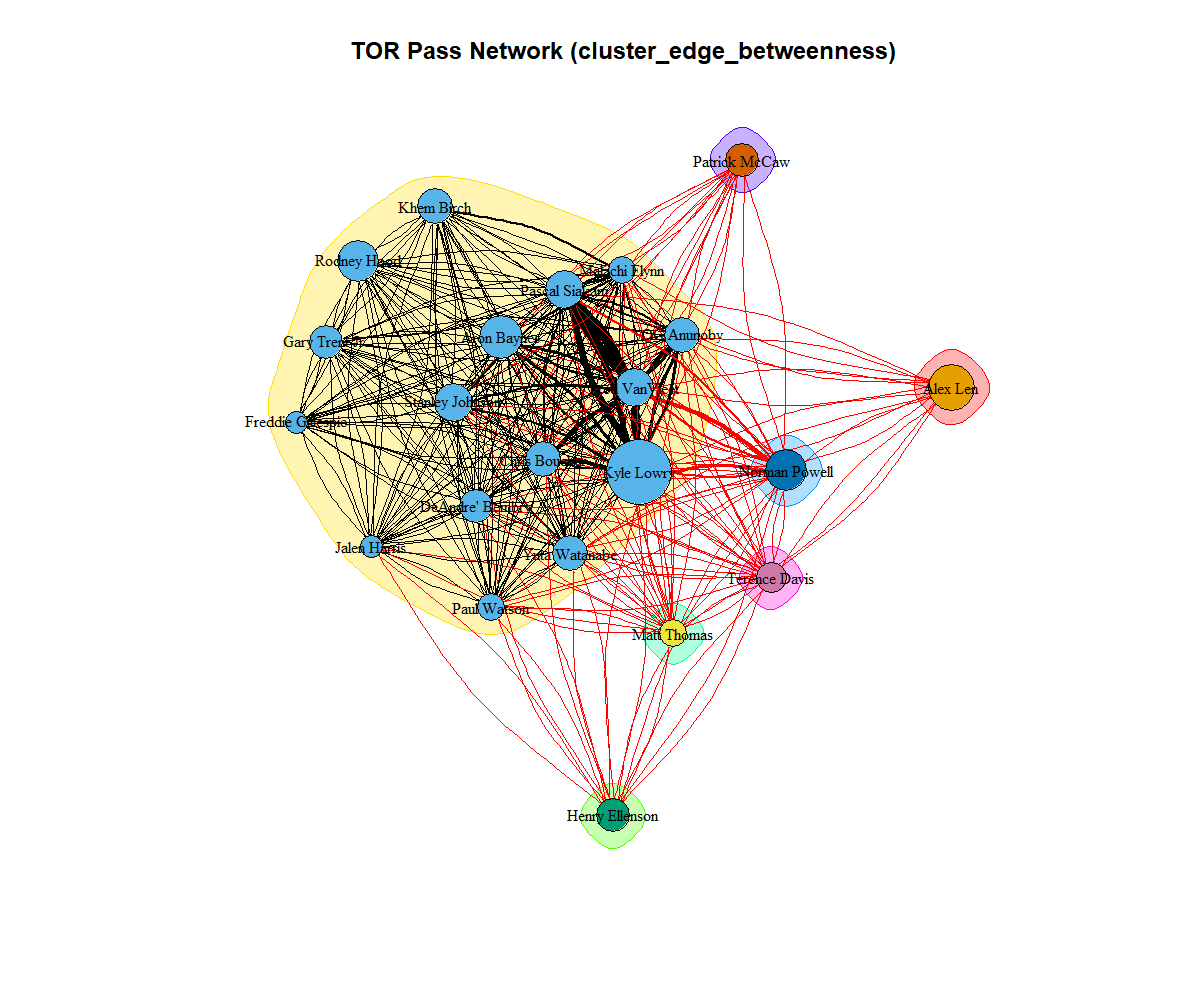 TOR Pass Network (cluster_edge_betweenness)
Patrick McCaw
Khem Birch
Rodney Hood
Malachi Flynn
Pascal Siakam
Gary Trent
Aron Baynes
Anunoby
Alex Len
VanVleet
Stanley Johnson
Freddie Gillespie
Chris Boucher
Kyle Lowry
Norman Powell
DeAndre' Bembry
Jalen Harris
Yuta Watanabe
Terence Davis
Paul Watson
Matt Thomas
Henry Ellenson